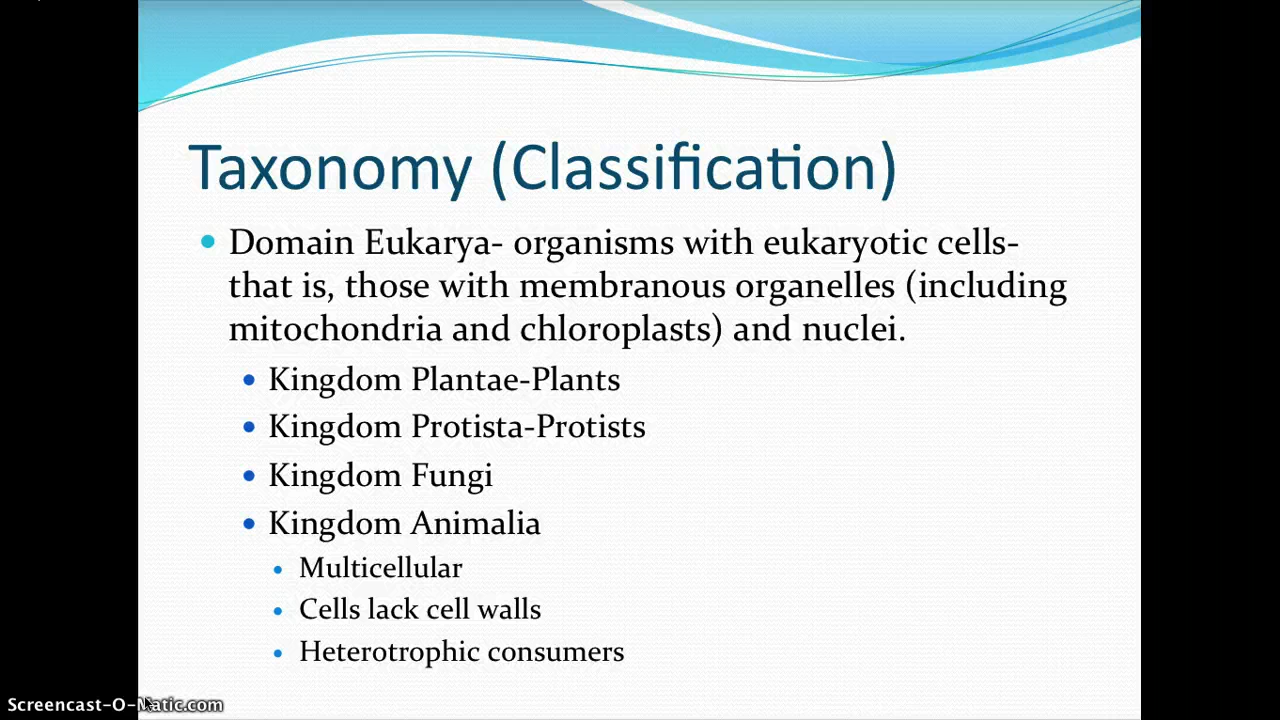 Taxonomy (Classification)
• Domain Eukarya- organisms with eukaryotic cells-
that is, those with membranous organelles (including
mitochondria and chloroplasts) and nuclei.
• Kingdom Plantae-Plants
• Kingdom Protista-Protists
• Kingdom Fungi
• Kingdom Animalia
• Multicellular
• Cells lack cell walls
• Heterotrophic consumers
Screencast-O-Matic.com